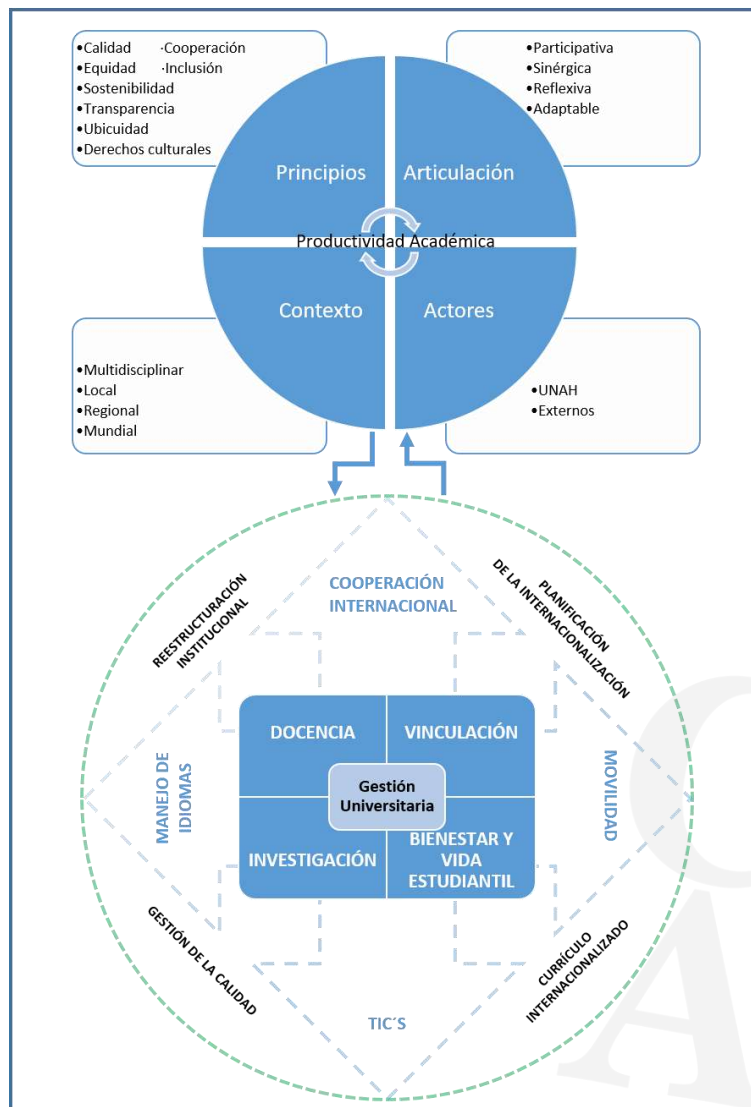 •Calidad ·Cooperación
•Equidad ·Inclusión
•Sostenibilidad
•Transparencia
•Ubicuidad
•Derechos culturales
•Participativa
•Sinérgica
•Reflexiva
•Adaptable
Principios
Articulación
Productividad Académica
Contexto
Actores
•Multidisciplinar
•Local
•Regional
•Mundial
•UNAH
•Externos
REESTRUCTURACIÓN
INSTITUCIONAL
COOPERACIÓN
INTERNACIONAL
PLANIFICACIÓN
DE LA INTERNACIONALIZACIÓN
MANEJO DE
IDIOMAS
DOCENCIA
VINCULACIÓN
Gestión
Universitaria
INVESTIGACIÓN
BIENESTAR Y
VIDA
ESTUDIANTIL
MOVILIDAD
GESTIÓN DE LA CALIDAD
TIC´S
CURRÍCULO
INTERNACIONALIZADO